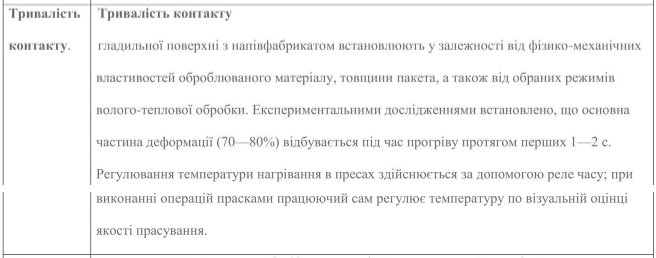 Тривалість контакту.
Тривалість контакту
гладильної поверхні з напівфабрикатом встановлюють у залежності від фізико-механічних
властивостей оброблюваного матеріалу, товщини пакета, а також від обраних режимів
волого-теплової обробки. Експериментальними дослідженнями встановлено, що основна
частина деформації (70—80%) відбувається під час прогріву протягом перших 1—2 с.
Регулювання температури нагрівання в пресах здійснюється за допомогою реле часу; при
виконанні операцій прасками працюючий сам регулює температуру по візуальній оцінці
якості прасування.